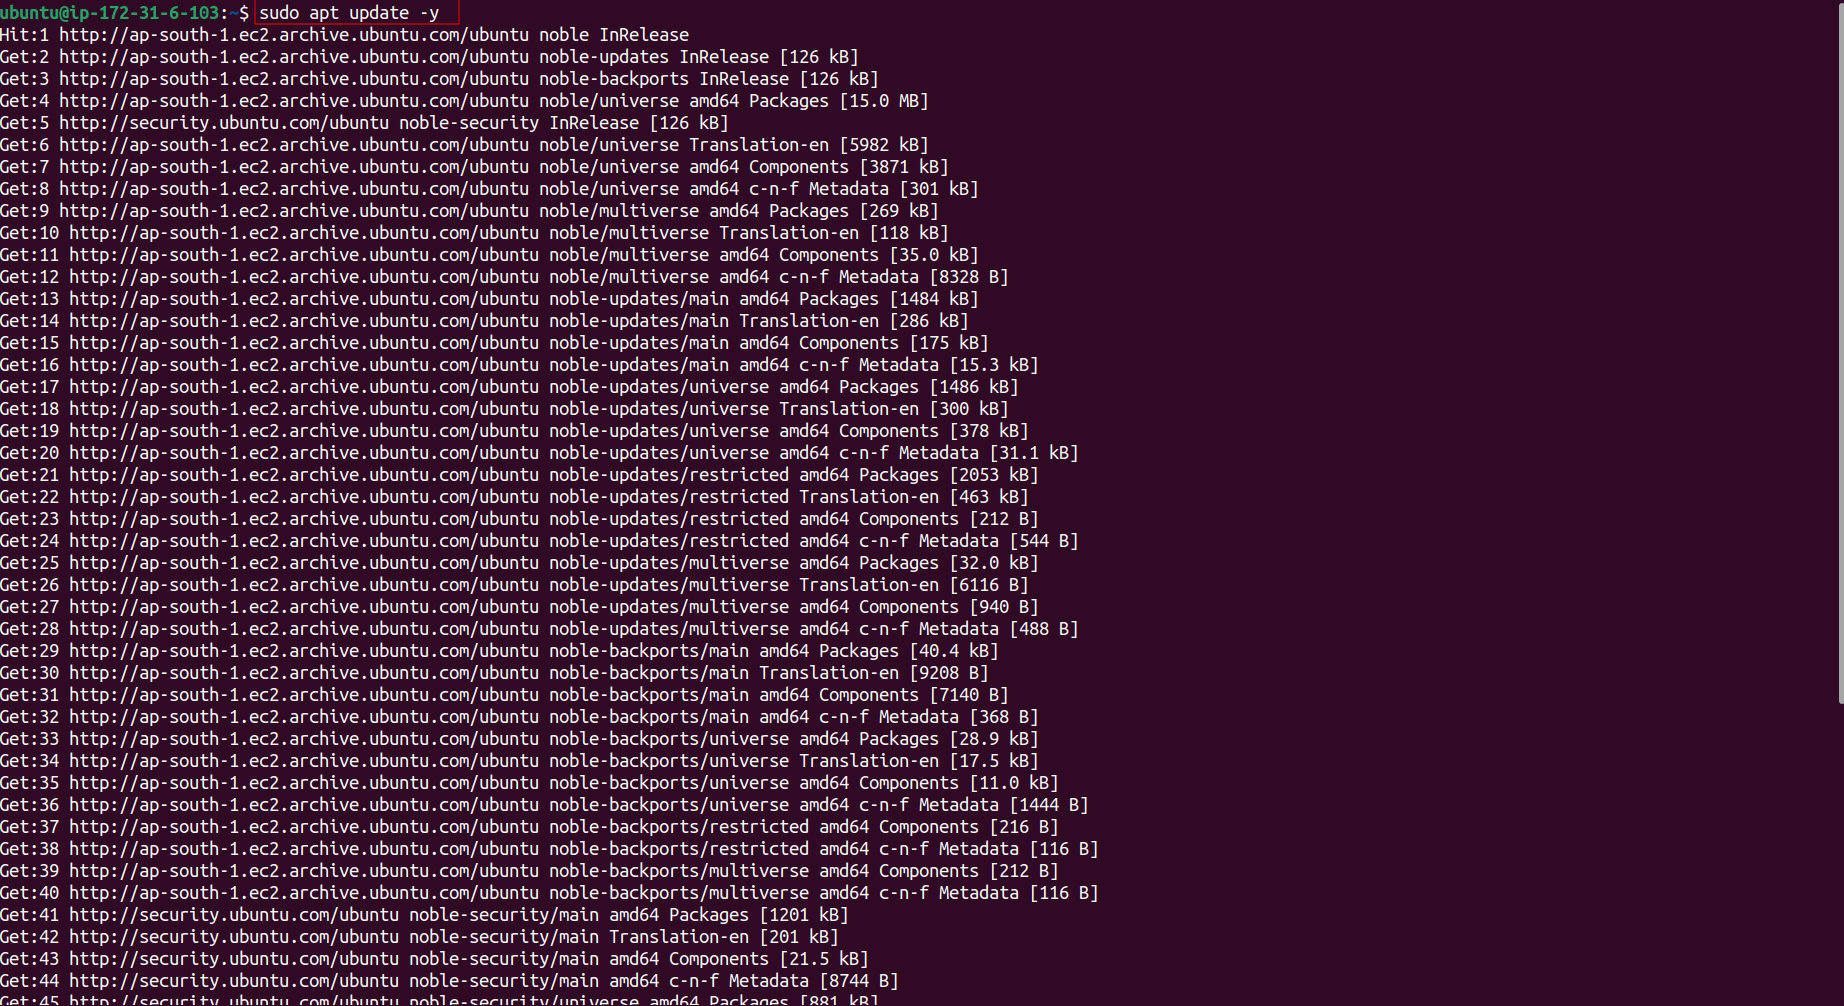 ubuntu@ip-172-31-6-103:~$ sudo apt update -y
Hit:1 http://ap-south-1.ec2.archive.ubuntu.com/ubuntu noble InRelease
Get:2 http://ap-south-1.ec2.archive.ubuntu.com/ubuntu noble-updates InRelease [126 kB]
Get:3 http://ap-south-1.ec2.archive.ubuntu.com/ubuntu noble-backports InRelease [126 kB]
Get:4 http://ap-south-1.ec2.archive.ubuntu.com/ubuntu noble/universe amd64 Packages [15.0 MB]
Get:5 http://security.ubuntu.com/ubuntu noble-security InRelease [126 kB]
Get:6 http://ap-south-1.ec2.archive.ubuntu.com/ubuntu noble/universe Translation-en [5982 kB]
Get:7 http://ap-south-1.ec2.archive.ubuntu.com/ubuntu noble/universe amd64 Components [3871 kB]
Get:8 http://ap-south-1.ec2.archive.ubuntu.com/ubuntu noble/universe amd64 c-n-f Metadata [301 kB]
Get:9 http://ap-south-1.ec2.archive.ubuntu.com/ubuntu noble/multiverse amd64 Packages [269 kB]
Get:10 http://ap-south-1.ec2.archive.ubuntu.com/ubuntu noble/multiverse Translation-en [118 kB]
Get:11 http://ap-south-1.ec2.archive.ubuntu.com/ubuntu noble/multiverse amd64 Components [35.0 kB]
Get:12 http://ap-south-1.ec2.archive.ubuntu.com/ubuntu noble/multiverse amd64 c-n-f Metadata [8328 B]
Get:13 http://ap-south-1.ec2.archive.ubuntu.com/ubuntu noble-updates/main amd64 Packages [1484 kB]
Get:14 http://ap-south-1.ec2.archive.ubuntu.com/ubuntu noble-updates/main Translation-en [286 kB]
Get:15 http://ap-south-1.ec2.archive.ubuntu.com/ubuntu noble-updates/main amd64 Components [175 kB]
Get:16 http://ap-south-1.ec2.archive.ubuntu.com/ubuntu noble-updates/main amd64 c-n-f Metadata [15.3 kB]
Get:17 http://ap-south-1.ec2.archive.ubuntu.com/ubuntu noble-updates/universe amd64 Packages [1486 kB]
Get:18 http://ap-south-1.ec2.archive.ubuntu.com/ubuntu noble-updates/universe Translation-en [300 kB]
Get:19 http://ap-south-1.ec2.archive.ubuntu.com/ubuntu noble-updates/universe amd64 Components [378 kB]
Get:20 http://ap-south-1.ec2.archive.ubuntu.com/ubuntu noble-updates/universe amd64 c-n-f Metadata [31.1 kB]
Get:21 http://ap-south-1.ec2.archive.ubuntu.com/ubuntu noble-updates/restricted amd64 Packages [2053 kB]
Get:22 http://ap-south-1.ec2.archive.ubuntu.com/ubuntu noble-updates/restricted Translation-en [463 kB]
Get:23 http://ap-south-1.ec2.archive.ubuntu.com/ubuntu noble-updates/restricted amd64 Components [212 B]
Get:24 http://ap-south-1.ec2.archive.ubuntu.com/ubuntu noble-updates/restricted amd64 c-n-f Metadata [544 B]
Get:25 http://ap-south-1.ec2.archive.ubuntu.com/ubuntu noble-updates/multiverse amd64 Packages [32.0 kB]
Get:26 http://ap-south-1.ec2.archive.ubuntu.com/ubuntu noble-updates/multiverse Translation-en [6116 B]
Get:27 http://ap-south-1.ec2.archive.ubuntu.com/ubuntu noble-updates/multiverse amd64 Components [940 B]
Get:28 http://ap-south-1.ec2.archive.ubuntu.com/ubuntu noble-updates/multiverse amd64 c-n-f Metadata [488 B]
Get:29 http://ap-south-1.ec2.archive.ubuntu.com/ubuntu noble-backports/main amd64 Packages [40.4 kB]
Get:30 http://ap-south-1.ec2.archive.ubuntu.com/ubuntu noble-backports/main Translation-en [9208 B]
Get:31 http://ap-south-1.ec2.archive.ubuntu.com/ubuntu noble-backports/main amd64 Components [7140 B]
Get:32 http://ap-south-1.ec2.archive.ubuntu.com/ubuntu noble-backports/main amd64 c-n-f Metadata [368 B]
Get:33 http://ap-south-1.ec2.archive.ubuntu.com/ubuntu noble-backports/universe amd64 Packages [28.9 kB]
Get:34 http://ap-south-1.ec2.archive.ubuntu.com/ubuntu noble-backports/universe Translation-en [17.5 kB]
Get:35 http://ap-south-1.ec2.archive.ubuntu.com/ubuntu noble-backports/universe amd64 Components [11.0 kB]
Get:36 http://ap-south-1.ec2.archive.ubuntu.com/ubuntu noble-backports/universe amd64 c-n-f Metadata [1444 B]
Get:37 http://ap-south-1.ec2.archive.ubuntu.com/ubuntu noble-backports/restricted amd64 Components [216 B]
Get:38 http://ap-south-1.ec2.archive.ubuntu.com/ubuntu noble-backports/restricted amd64 c-n-f Metadata [116 B]
Get:39 http://ap-south-1.ec2.archive.ubuntu.com/ubuntu noble-backports/multiverse amd64 Components [212 B]
Get:40 http://ap-south-1.ec2.archive.ubuntu.com/ubuntu noble-backports/multiverse amd64 c-n-f Metadata [116 B]
Get:41 http://security.ubuntu.com/ubuntu noble-security/main amd64 Packages [1201 kB]
Get:42 http://security.ubuntu.com/ubuntu noble-security/main Translation-en [201 kB]
Get:43 http://security.ubuntu.com/ubuntu noble-security/main amd64 Components [21.5 kB]
Get:44 http://security.ubuntu.com/ubuntu noble-security/main amd64 c-n-f Metadata [8744 B]
Get:45 http://security.ubuntu.com/ubuntu noble-security/universe amd64 Packages [881 kB]